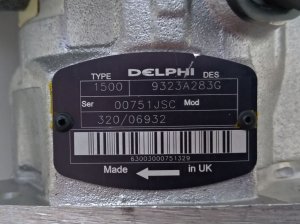 TYPE DELPHI DES
1500 9323A283G
Ser 00751JSC Mod
320/06932
63003000751329
Made in UK